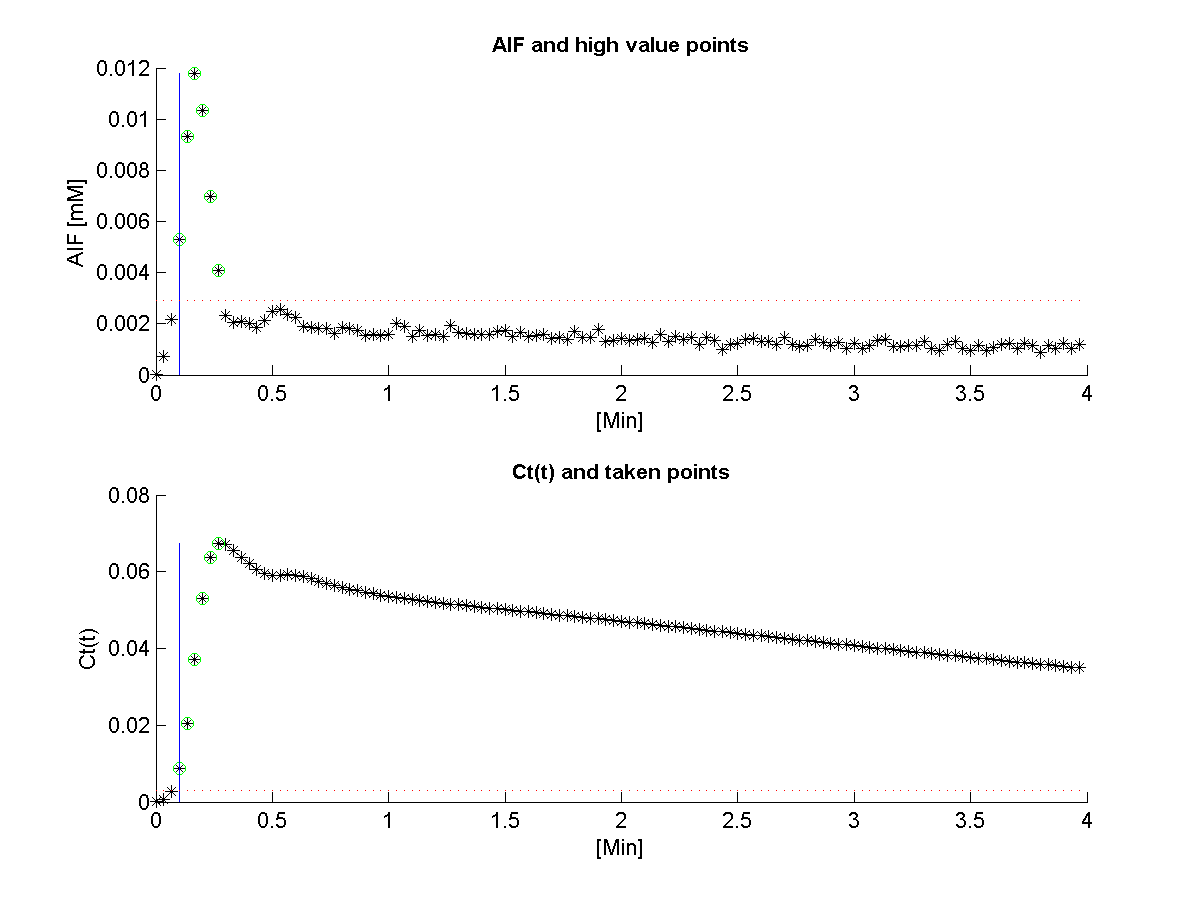 AIF and high value points
0.012
0.01
0.008
0.006
0.004
0.002
0
AIF [mM]
0 0.5 1 1.5 2 2.5 3 3.5 4
[Min]
Ct(t) and taken points
0.08
0.06
0.04
0.02
0
Ct(t)
0 0.5 1 1.5 2 2.5 3 3.5 4
[Min]